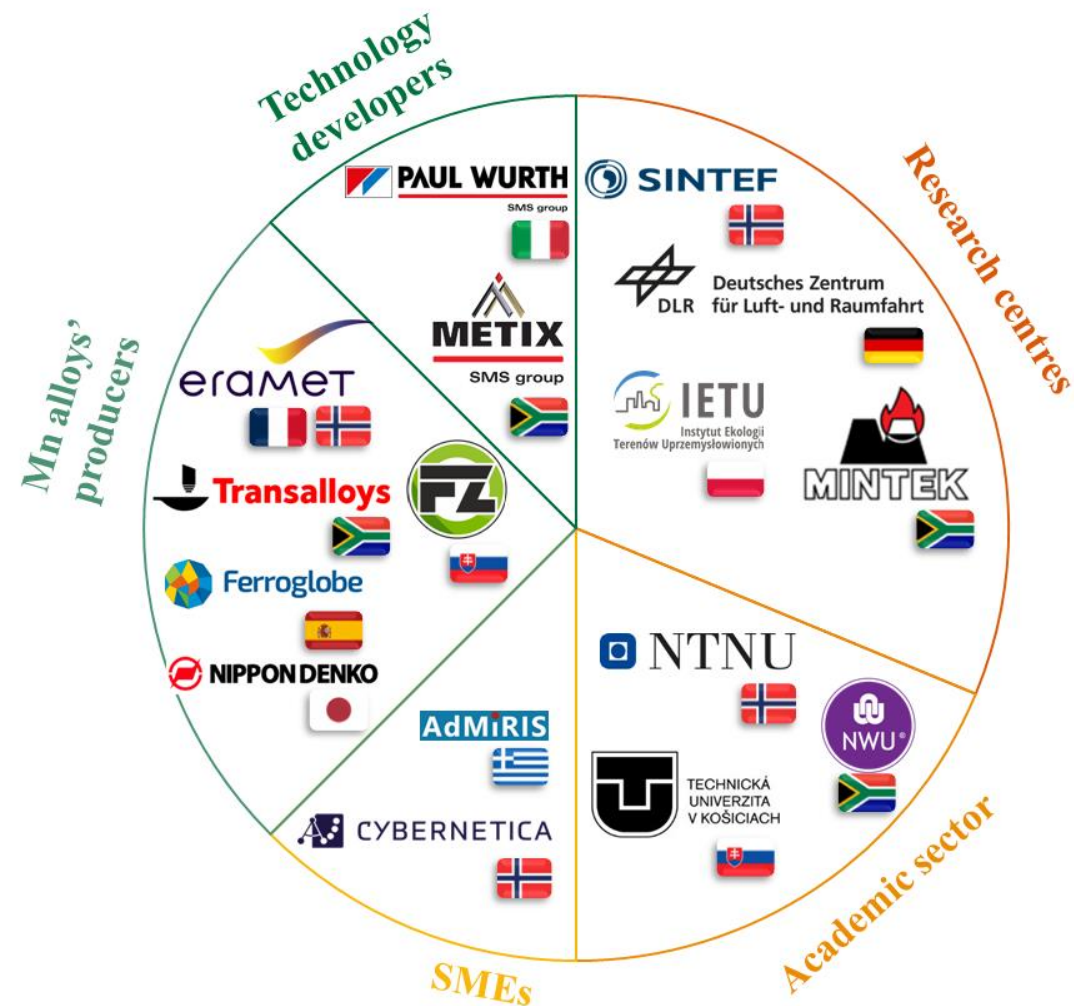 Technology
developers
PAUL WURTH
SMS group
METIX
SMS group
Research centres
SINTEF
DLR
Deutsches Zentrum
für Luft- und Raumfahrt
IETU
Instytut Ekologii
Terenów Uprzemysłowionych
MINTEK
Mn alloys’
producers
eramet
Transalloys
FZ
Ferroglobe
NIPPON DENKO
Academic sector
NTNU
NWU®
TECHNICKÁ
UNIVERZITA
V KOŠICIACH
SMEs
AdMiRIS
CYBERNETICA